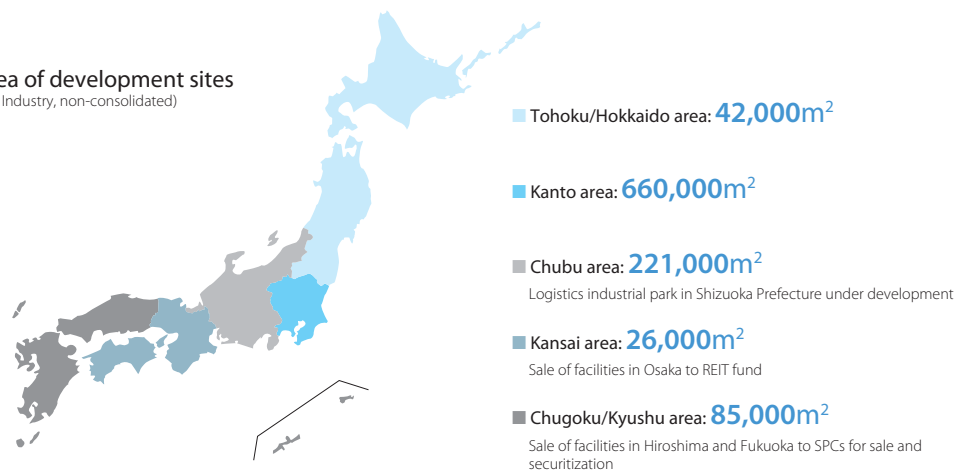 of development sites
Industry, non-consolidated)
Tohoku/Hokkaido area: 42,000m²
Kanto area: 660,000m²
Chubu area: 221,000m²
Logistics industrial park in Shizuoka Prefecture under development
Kansai area: 26,000m²
Sale of facilities in Osaka to REIT fund
Chugoku/Kyushu area: 85,000m²
Sale of facilities in Hiroshima and Fukuoka to SPCs for sale and
securitization